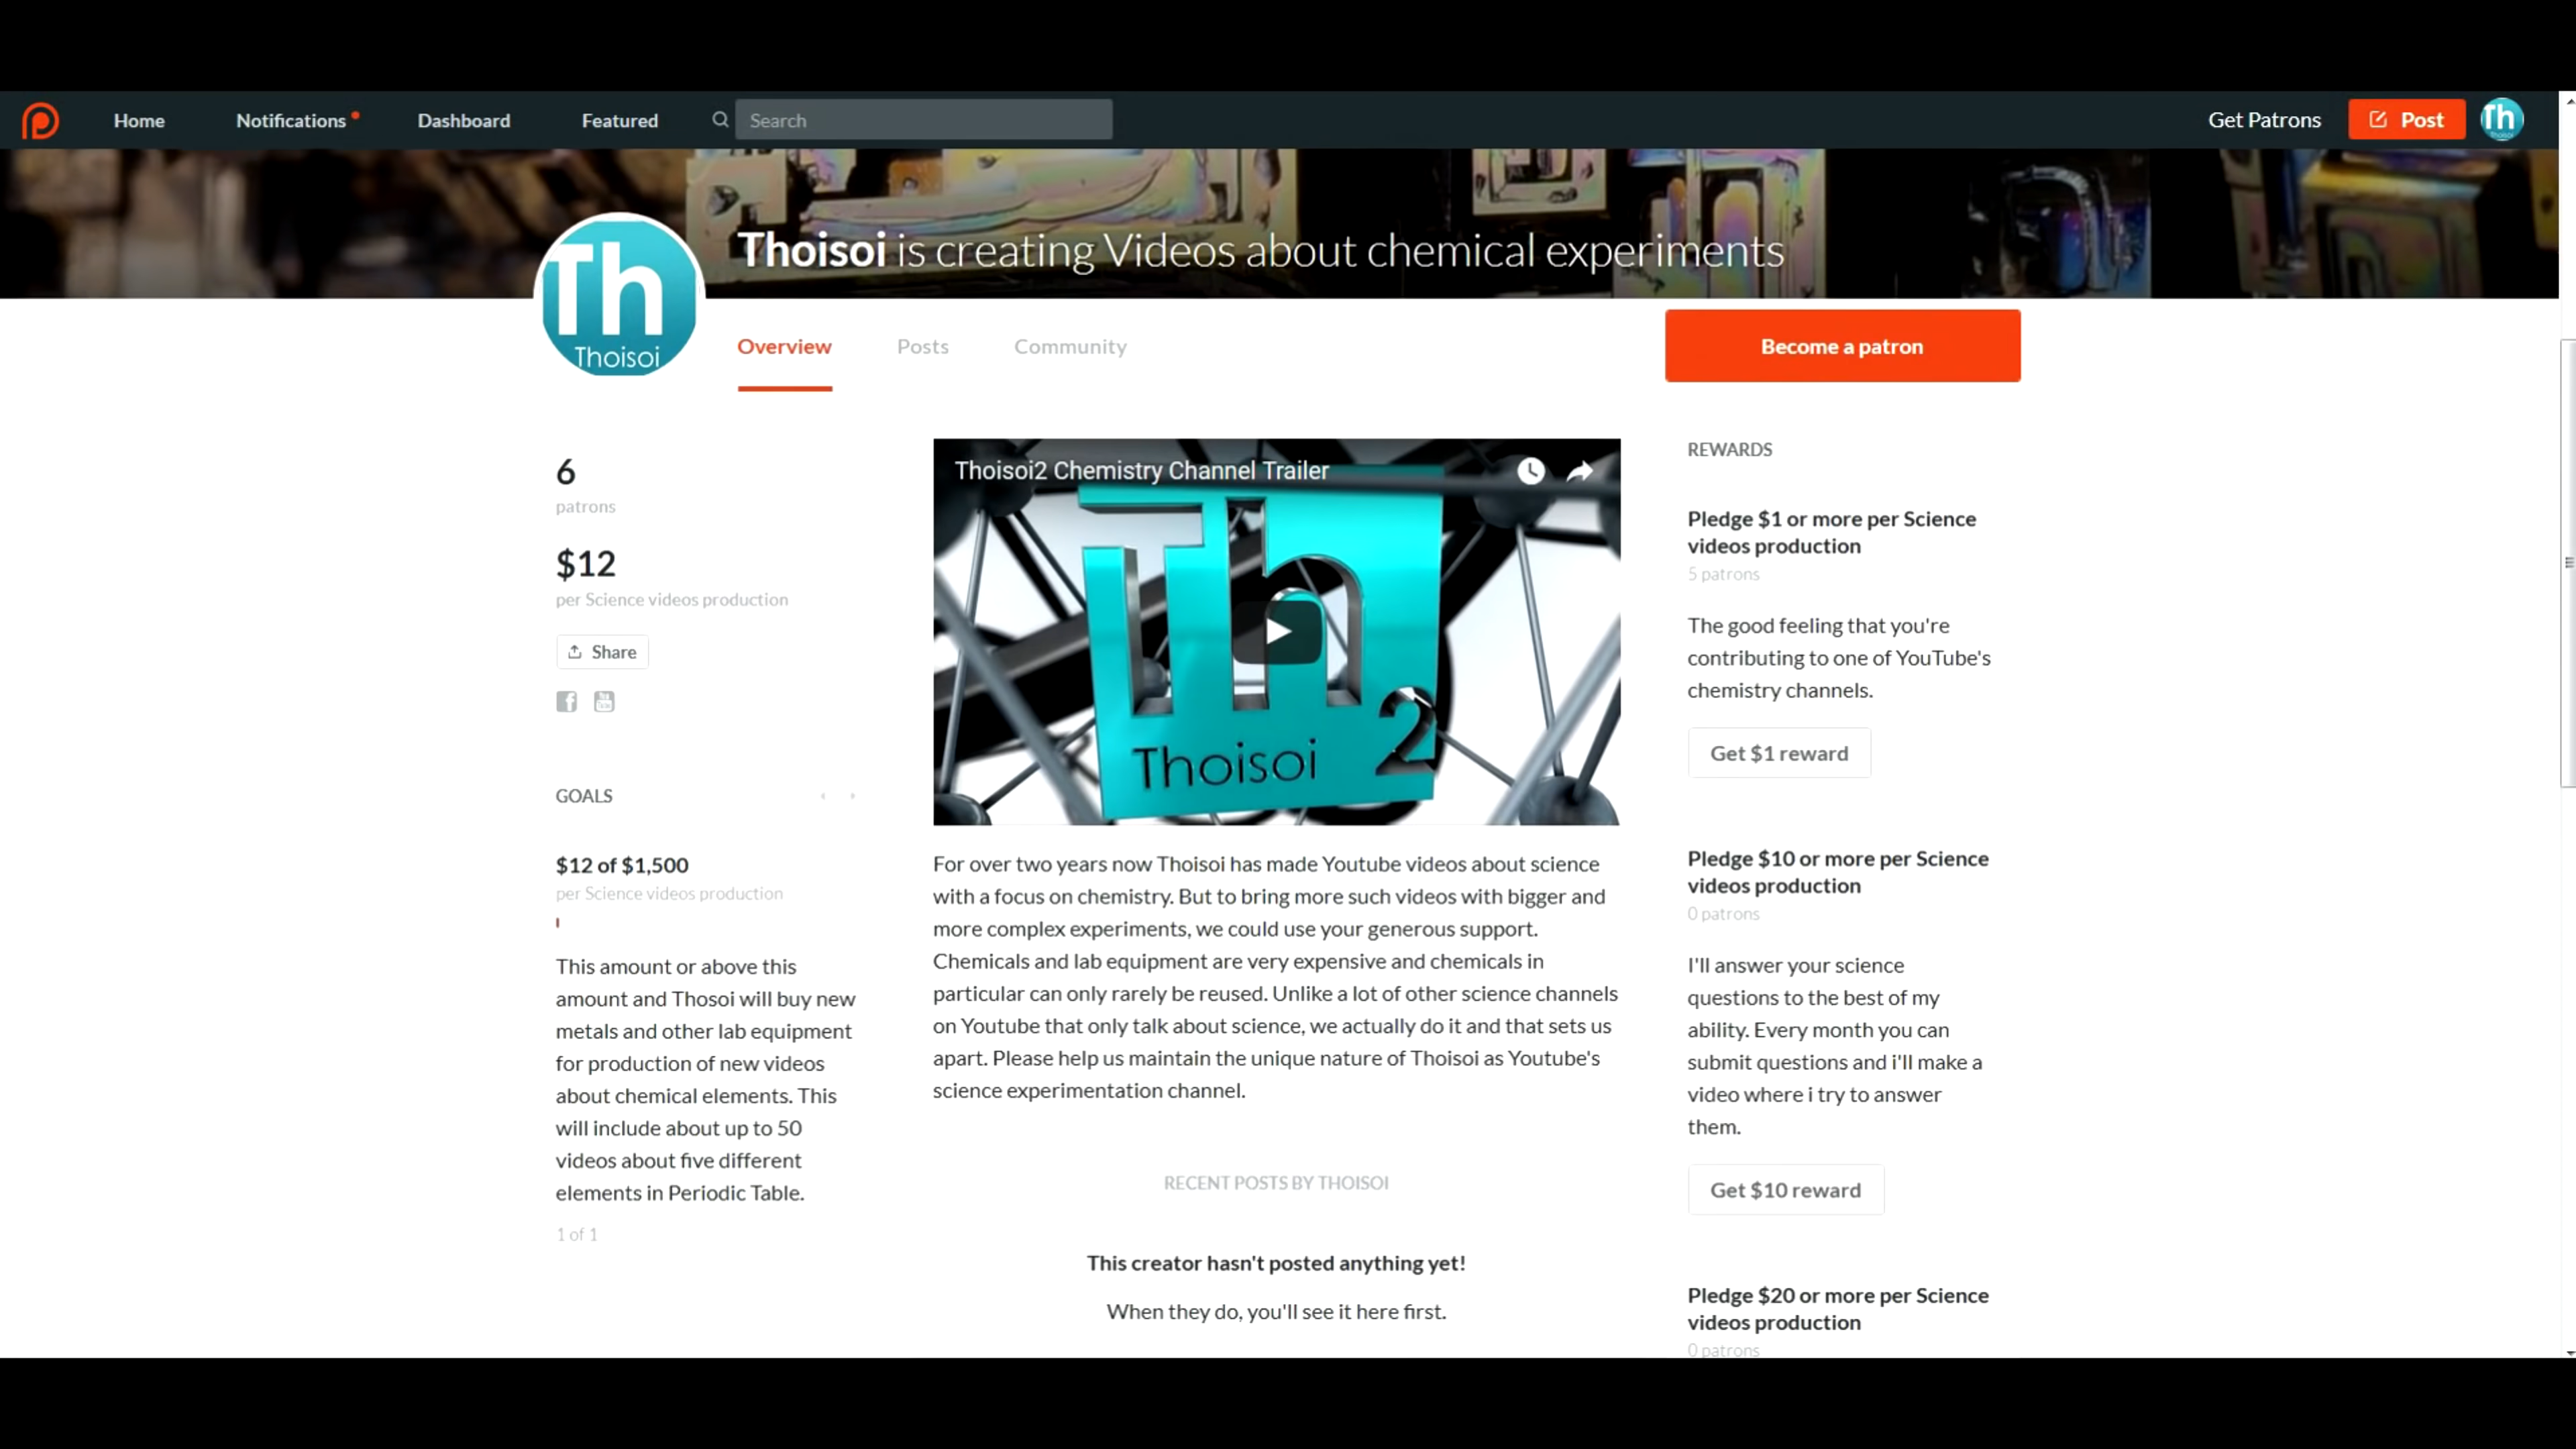 Home
Notifications
Dashboard
Featured
Search
Get Patrons
Post
Th
Thoisoi is creating Videos about chemical experiments
Th
Thoisoi
Overview
Posts
Community
Become a patron
6
patrons
$12
per Science videos production
Share
GOALS
$12 of $1,500
per Science videos production
This amount or above this
amount and Thosoi will buy new
metals and other lab equipment
for production of new videos
about chemical elements. This
will include about up to 50
videos about five different
elements in Periodic Table.
1 of 1
Thoisoi2 Chemistry Channel Trailer
Th
Thoisoi 2
For over two years now Thoisoi has made Youtube videos about science
with a focus on chemistry. But to bring more such videos with bigger and
more complex experiments, we could use your generous support.
Chemicals and lab equipment are very expensive and chemicals in
particular can only rarely be reused. Unlike a lot of other science channels
on Youtube that only talk about science, we actually do it and that sets us
apart. Please help us maintain the unique nature of Thoisoi as Youtube's
science experimentation channel.
RECENT POSTS BY THOISOI
This creator hasn't posted anything yet!
When they do, you'll see it here first.
REWARDS
Pledge $1 or more per Science
videos production
5 patrons
The good feeling that you're
contributing to one of YouTube's
chemistry channels.
Get $1 reward
Pledge $10 or more per Science
videos production
0 patrons
I'll answer your science
questions to the best of my
ability. Every month you can
submit questions and i'll make a
video where i try to answer
them.
Get $10 reward
Pledge $20 or more per Science
videos production
0 patrons